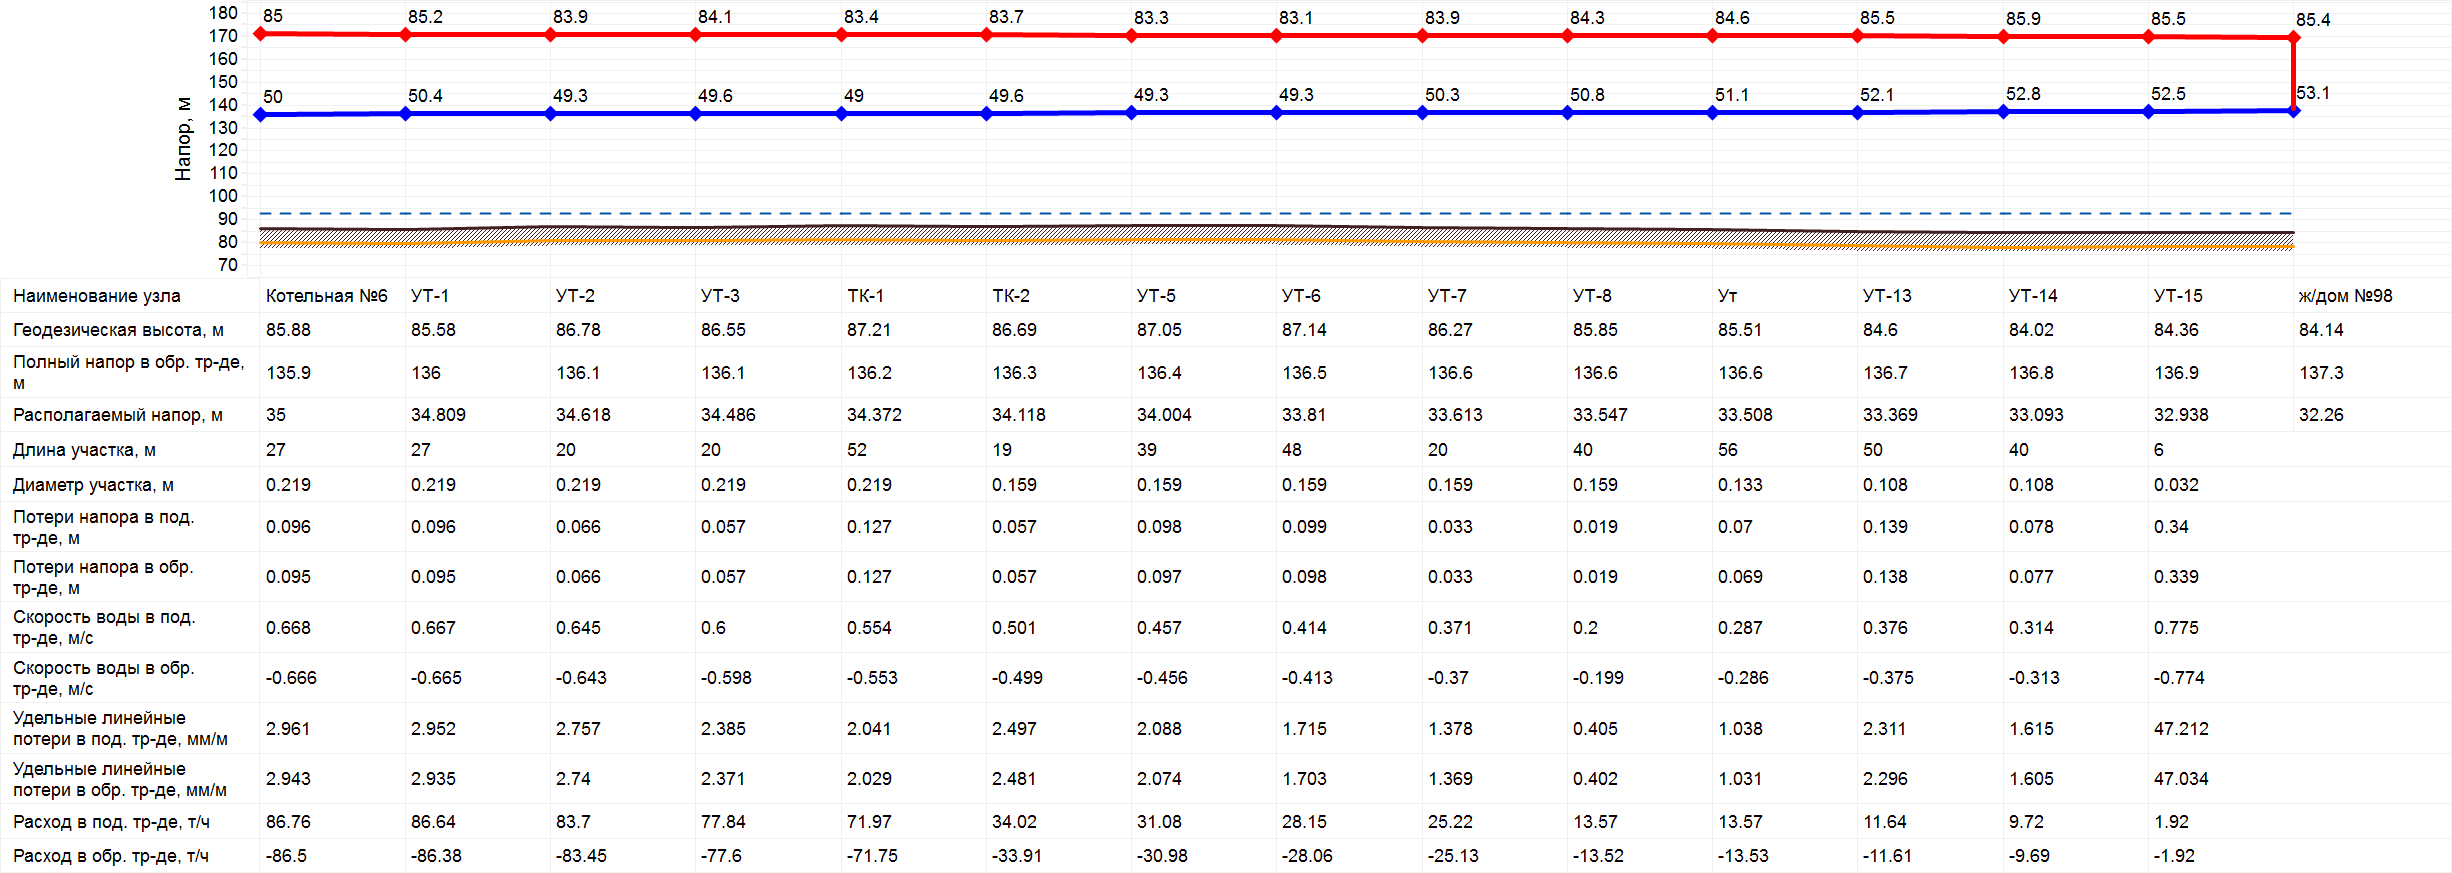 180 85 85.2 83.9 84.1 83.4 83.7 83.3 83.1 83.9 84.3 84.6 85.5 85.9 85.5 85.4
170
160
150
140 50 50.4 49.3 49.6 49 49.6 49.3 49.3 50.3 50.8 51.1 52.1 52.8 52.5 53.1
130
120
110
100
90
80
70
Напор, м
Наименование узла Котельная №6 УТ-1 УТ-2 УТ-3 ТК-1 ТК-2 УТ-5 УТ-6 УТ-7 УТ-8 Ут УТ-13 УТ-14 УТ-15 ж/дом №98
Геодезическая высота, м 85.88 85.58 86.78 86.55 87.21 86.69 87.05 87.14 86.27 85.85 85.51 84.6 84.02 84.36 84.14
Полный напор в обр. тр-де,
м 135.9 136 136.1 136.1 136.2 136.3 136.4 136.5 136.6 136.6 136.6 136.7 136.8 136.9 137.3
Располагаемый напор, м 35 34.809 34.618 34.486 34.372 34.118 34.004 33.81 33.613 33.547 33.508 33.369 33.093 32.938 32.26
Длина участка, м 27 27 20 20 52 19 39 48 20 40 56 50 40 6
Диаметр участка, м 0.219 0.219 0.219 0.219 0.219 0.159 0.159 0.159 0.159 0.159 0.133 0.108 0.108 0.032
Потери напора в под.
тр-де, м 0.096 0.096 0.066 0.057 0.127 0.057 0.098 0.099 0.033 0.019 0.07 0.139 0.078 0.34
Потери напора в обр.
тр-де, м 0.095 0.095 0.066 0.057 0.127 0.057 0.097 0.098 0.033 0.019 0.069 0.138 0.077 0.339
Скорость воды в под.
тр-де, м/с 0.668 0.667 0.645 0.6 0.554 0.501 0.457 0.414 0.371 0.2 0.287 0.376 0.314 0.775
Скорость воды в обр.
тр-де, м/с -0.666 -0.665 -0.643 -0.598 -0.553 -0.499 -0.456 -0.413 -0.37 -0.199 -0.286 -0.375 -0.313 -0.774
Удельные линейные
потери в под. тр-де, мм/м 2.961 2.952 2.757 2.385 2.041 2.497 2.088 1.715 1.378 0.405 1.038 2.311 1.615 47.212
Удельные линейные
потери в обр. тр-де, мм/м 2.943 2.935 2.74 2.371 2.029 2.481 2.074 1.703 1.369 0.402 1.031 2.296 1.605 47.034
Расход в под. тр-де, т/ч 86.76 86.64 83.7 77.84 71.97 34.02 31.08 28.15 25.22 13.57 13.57 11.64 9.72 1.92
Расход в обр. тр-де, т/ч -86.5 -86.38 -83.45 -77.6 -71.75 -33.91 -30.98 -28.06 -25.13 -13.52 -13.53 -11.61 -9.69 -1.92